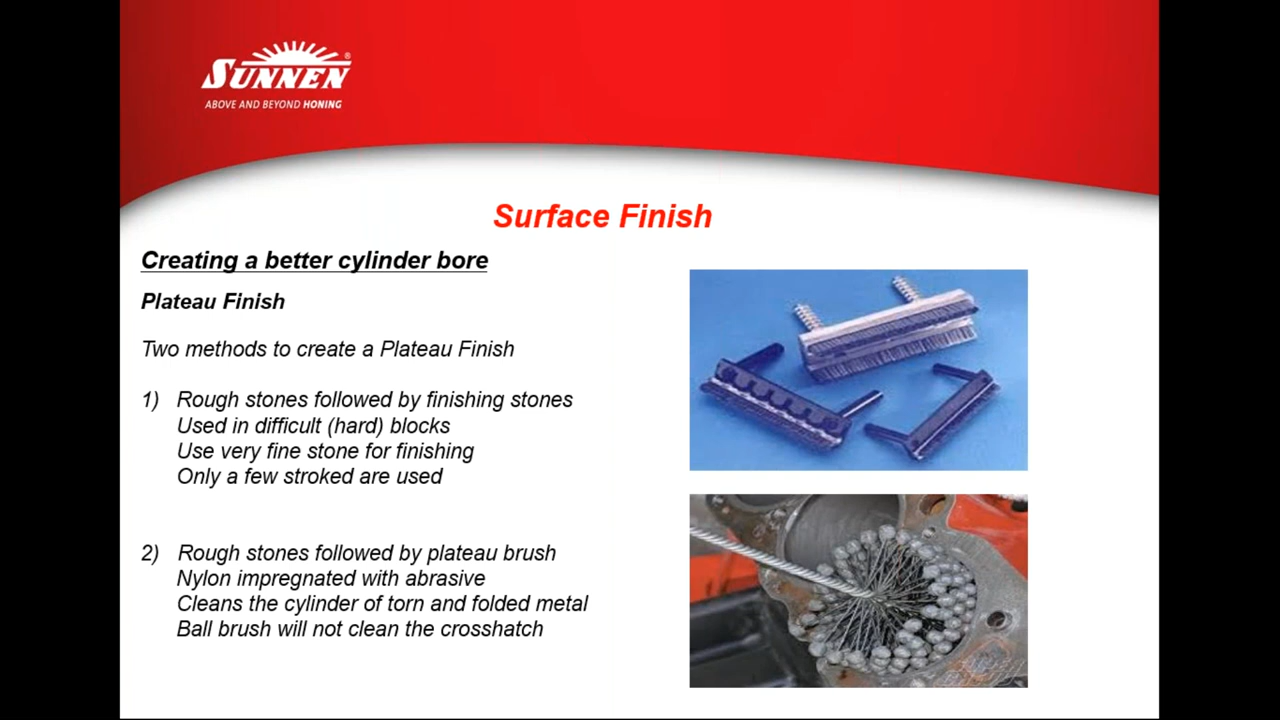 SUNNEN®
ABOVE AND BEYOND HONING
Surface Finish
Creating a better cylinder bore
Plateau Finish
Two methods to create a Plateau Finish
1) Rough stones followed by finishing stones
Used in difficult (hard) blocks
Use very fine stone for finishing
Only a few stroked are used
2) Rough stones followed by plateau brush
Nylon impregnated with abrasive
Cleans the cylinder of torn and folded metal
Ball brush will not clean the crosshatch